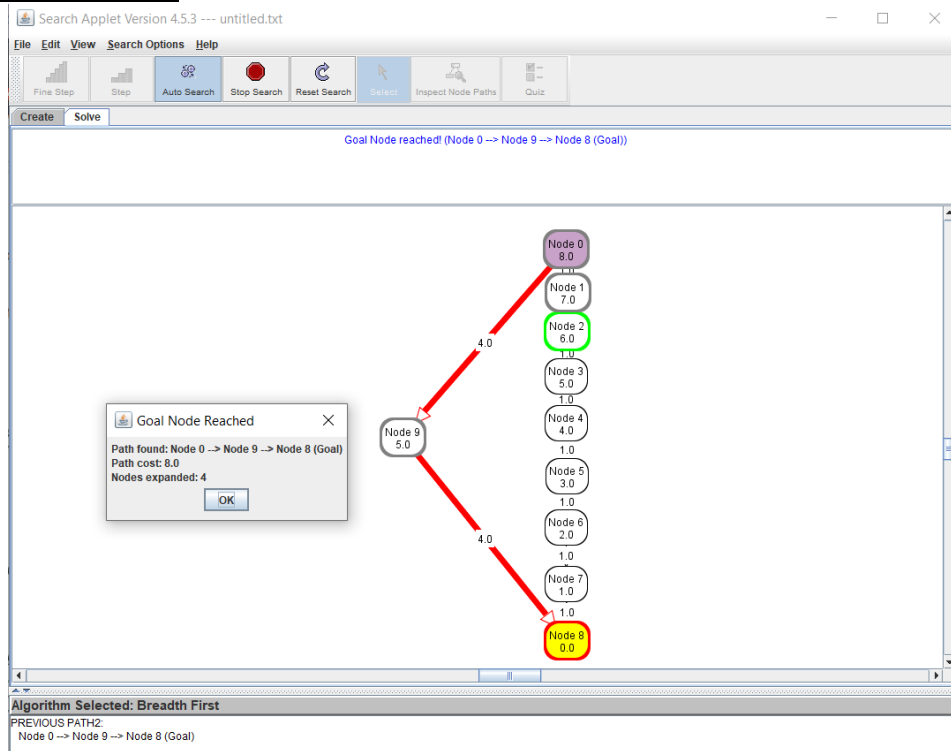 Search Applet Version 4.5.3 --- untitled.txt
File Edit View Search Options Help
Fine Step Step Auto Search Stop Search Reset Search Select Inspect Node Paths Quiz
Create Solve
Goal Node reached! (Node 0 --> Node 9 --> Node 8 (Goal))
Node 0
8.0
1.0
Node 1
7.0
Node 2
6.0
1.0
4.0
Node 3
5.0
1.0
Node 4
4.0
1.0
Node 9
5.0
Goal Node Reached
Path found: Node 0 --> Node 9 --> Node 8 (Goal)
Path cost: 8.0
Nodes expanded: 4
OK
Node 5
3.0
1.0
Node 6
2.0
4.0
1.0
Node 7
1.0
1.0
Node 8
0.0
Algorithm Selected: Breadth First
PREVIOUS PATH2:
Node 0 --> Node 9 --> Node 8 (Goal)